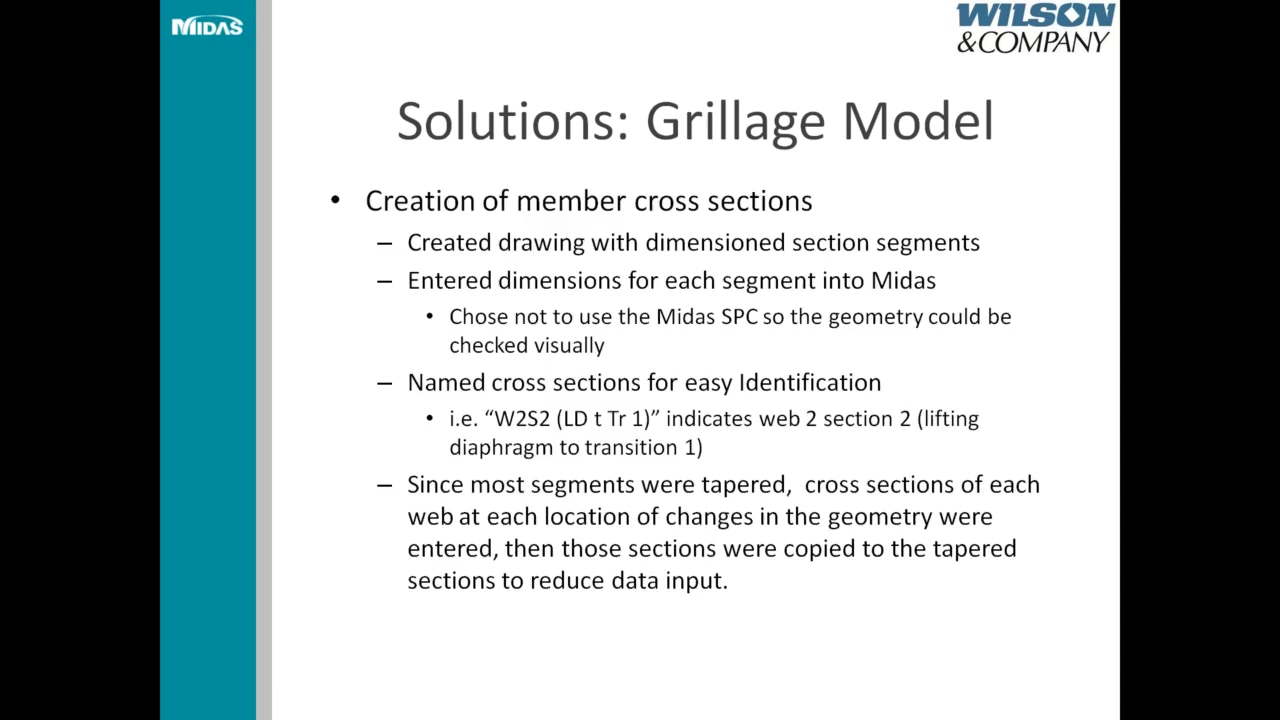 MIDAS
WILSON
&COMPANY
Solutions: Grillage Model
• Creation of member cross sections
– Created drawing with dimensioned section segments
– Entered dimensions for each segment into Midas
• Chose not to use the Midas SPC so the geometry could be
checked visually
– Named cross sections for easy Identification
• i.e. “W2S2 (LD t Tr 1)” indicates web 2 section 2 (lifting
diaphragm to transition 1)
– Since most segments were tapered, cross sections of each
web at each location of changes in the geometry were
entered, then those sections were copied to the tapered
sections to reduce data input.